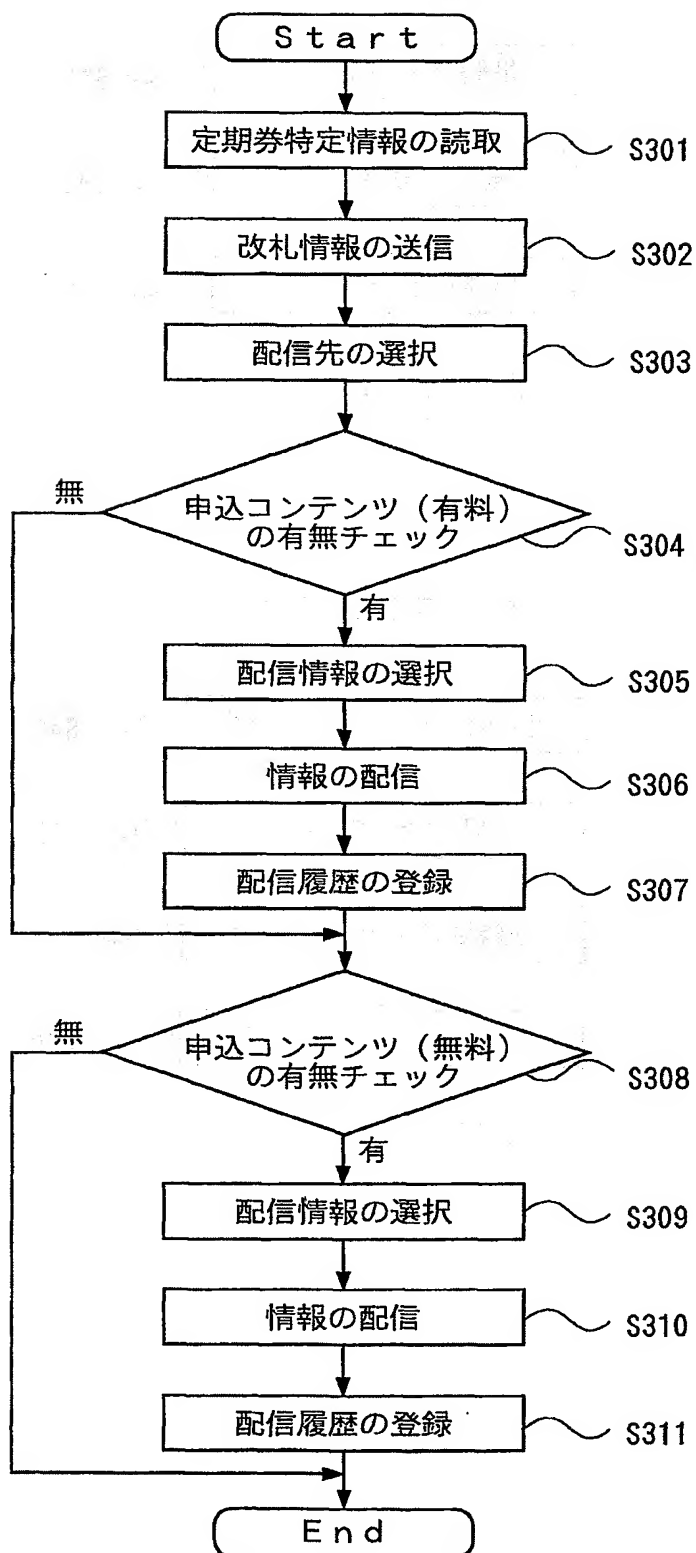 Start
定期券特定情報の読取
S301
改札情報の送信
S302
配信先の選択
S303
無
申込コンテンツ（有料）
の有無チェック
S304
有
配信情報の選択
S305
情報の配信
S306
配信履歴の登録
S307
無
申込コンテンツ（無料）
の有無チェック
S308
有
配信情報の選択
S309
情報の配信
S310
配信履歴の登録
S311
End